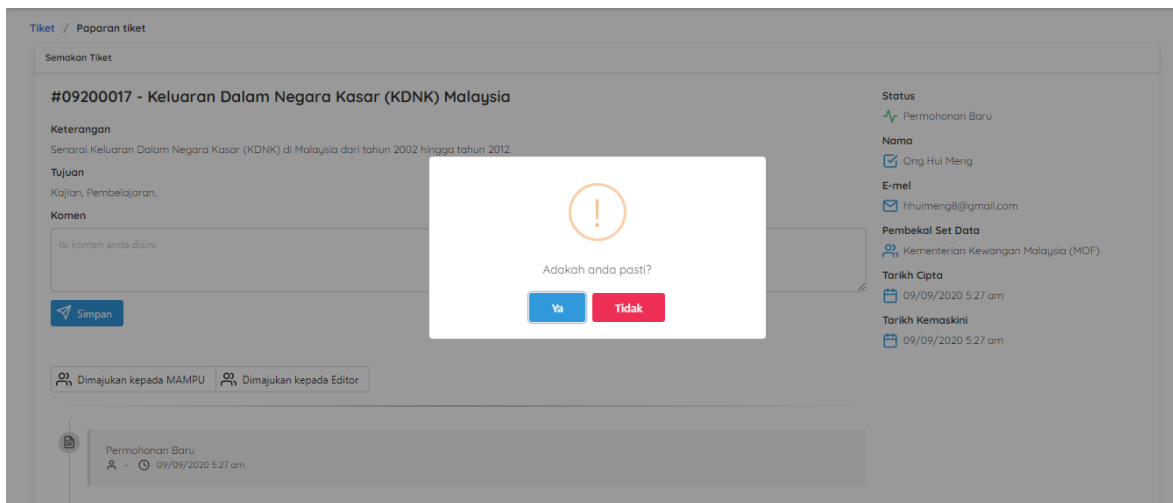 Tiket / Paparan tiket
Semakan Tiket
#09200017 - Keluaran Dalam Negara Kasar (KDNK) Malaysia
Keterangan
Senarai Keluaran Dalam Negara Kasar (KDNK) di Malaysia dari tahun 2002 hingga tahun 2012.
Tujuan
Kajian, Pembelajaran,
Komen
Isi komen anda disini
Simpan
Dimajukan kepada MAMPU Dimajukan kepada Editor
Permohonan Baru
- 09/09/2020 5:27 am
!
Adakah anda pasti?
Ya Tidak
Status
Permohonan Baru
Nama
Ong Hui Meng
E-mel
hhuimeng8@gmail.com
Pembekal Set Data
Kementerian Kewangan Malaysia (MOF)
Tarikh Cipta
09/09/2020 5:27 am
Tarikh Kemaskini
09/09/2020 5:27 am